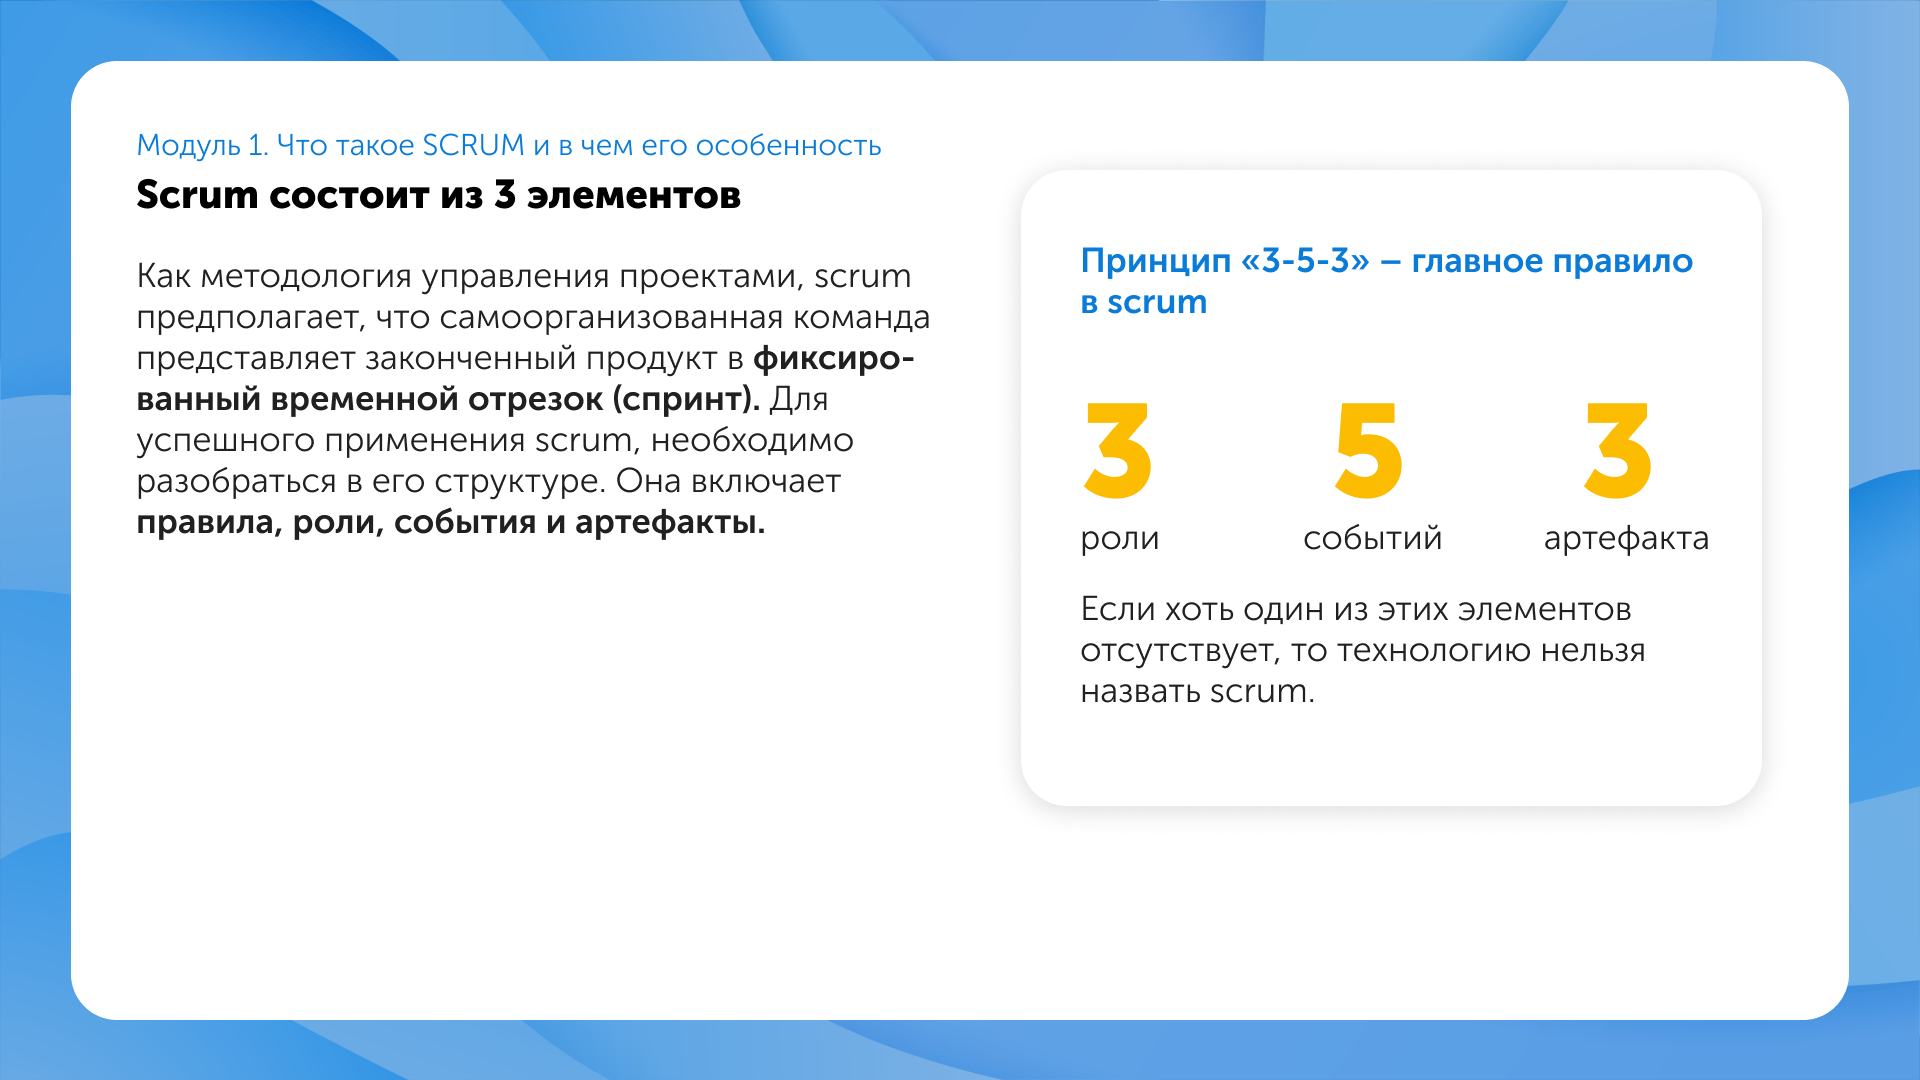 Модуль 1. Что такое SCRUM и в чем его особенность
Scrum состоит из 3 элементов
Как методология управления проектами, scrum
предполагает, что самоорганизованная команда
представляет законченный продукт в фиксиро-
ванный временной отрезок (спринт). Для
успешного применения scrum, необходимо
разобраться в его структуре. Она включает
правила, роли, события и артефакты.
Принцип «3-5-3» – главное правило
в scrum
3 5 3
роли событий артефакта
Если хоть один из этих элементов
отсутствует, то технологию нельзя
назвать scrum.